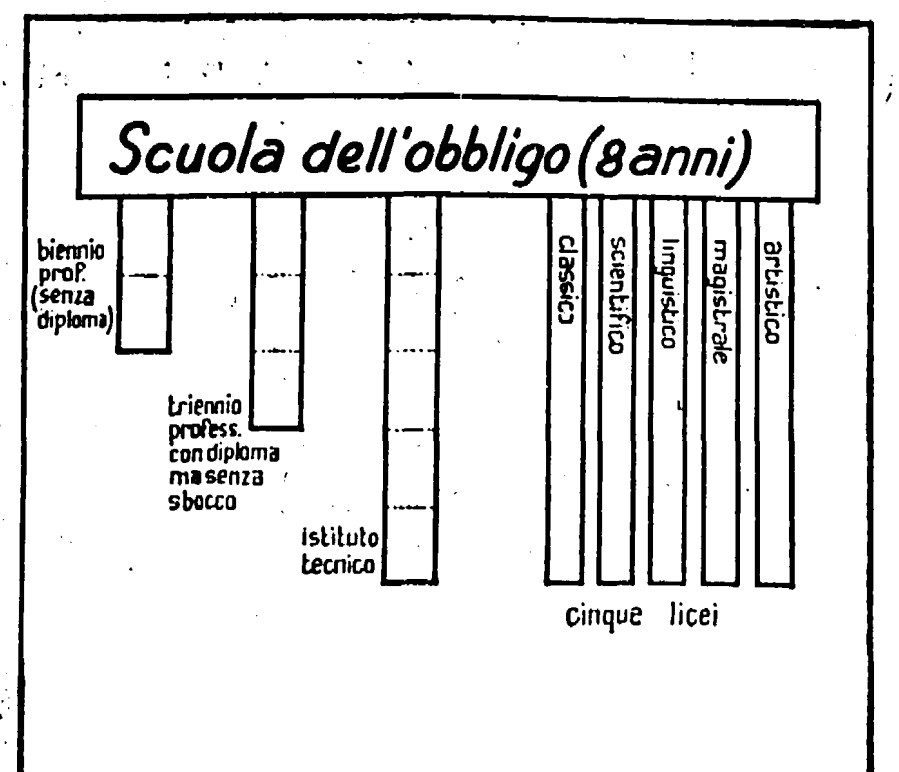 Scuola dell'obbligo (8 anni)
biennio
prof.
(senza
diploma)
triennio
profess.
con diploma
ma senza
sbocco
istituto
tecnico
classico
scientifico
linguistico
magistrale
artistico
cinque licei